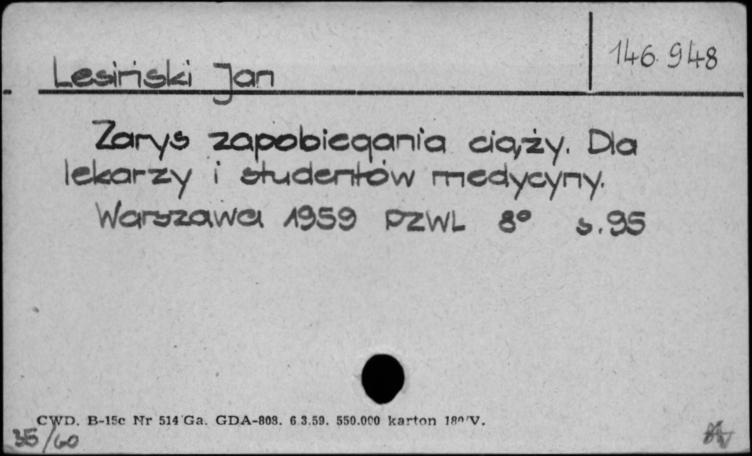 146.948
Lesiński Jan
Zarys zapobiegania ciąży. Dla
lekarzy i studentów medycyny.
Warszawa 1959 PZWL 8° s. 95
CWD. B-15c Nr 514 Ga. GDA-808. 6.3.59. 550.000 karton V.
35/60